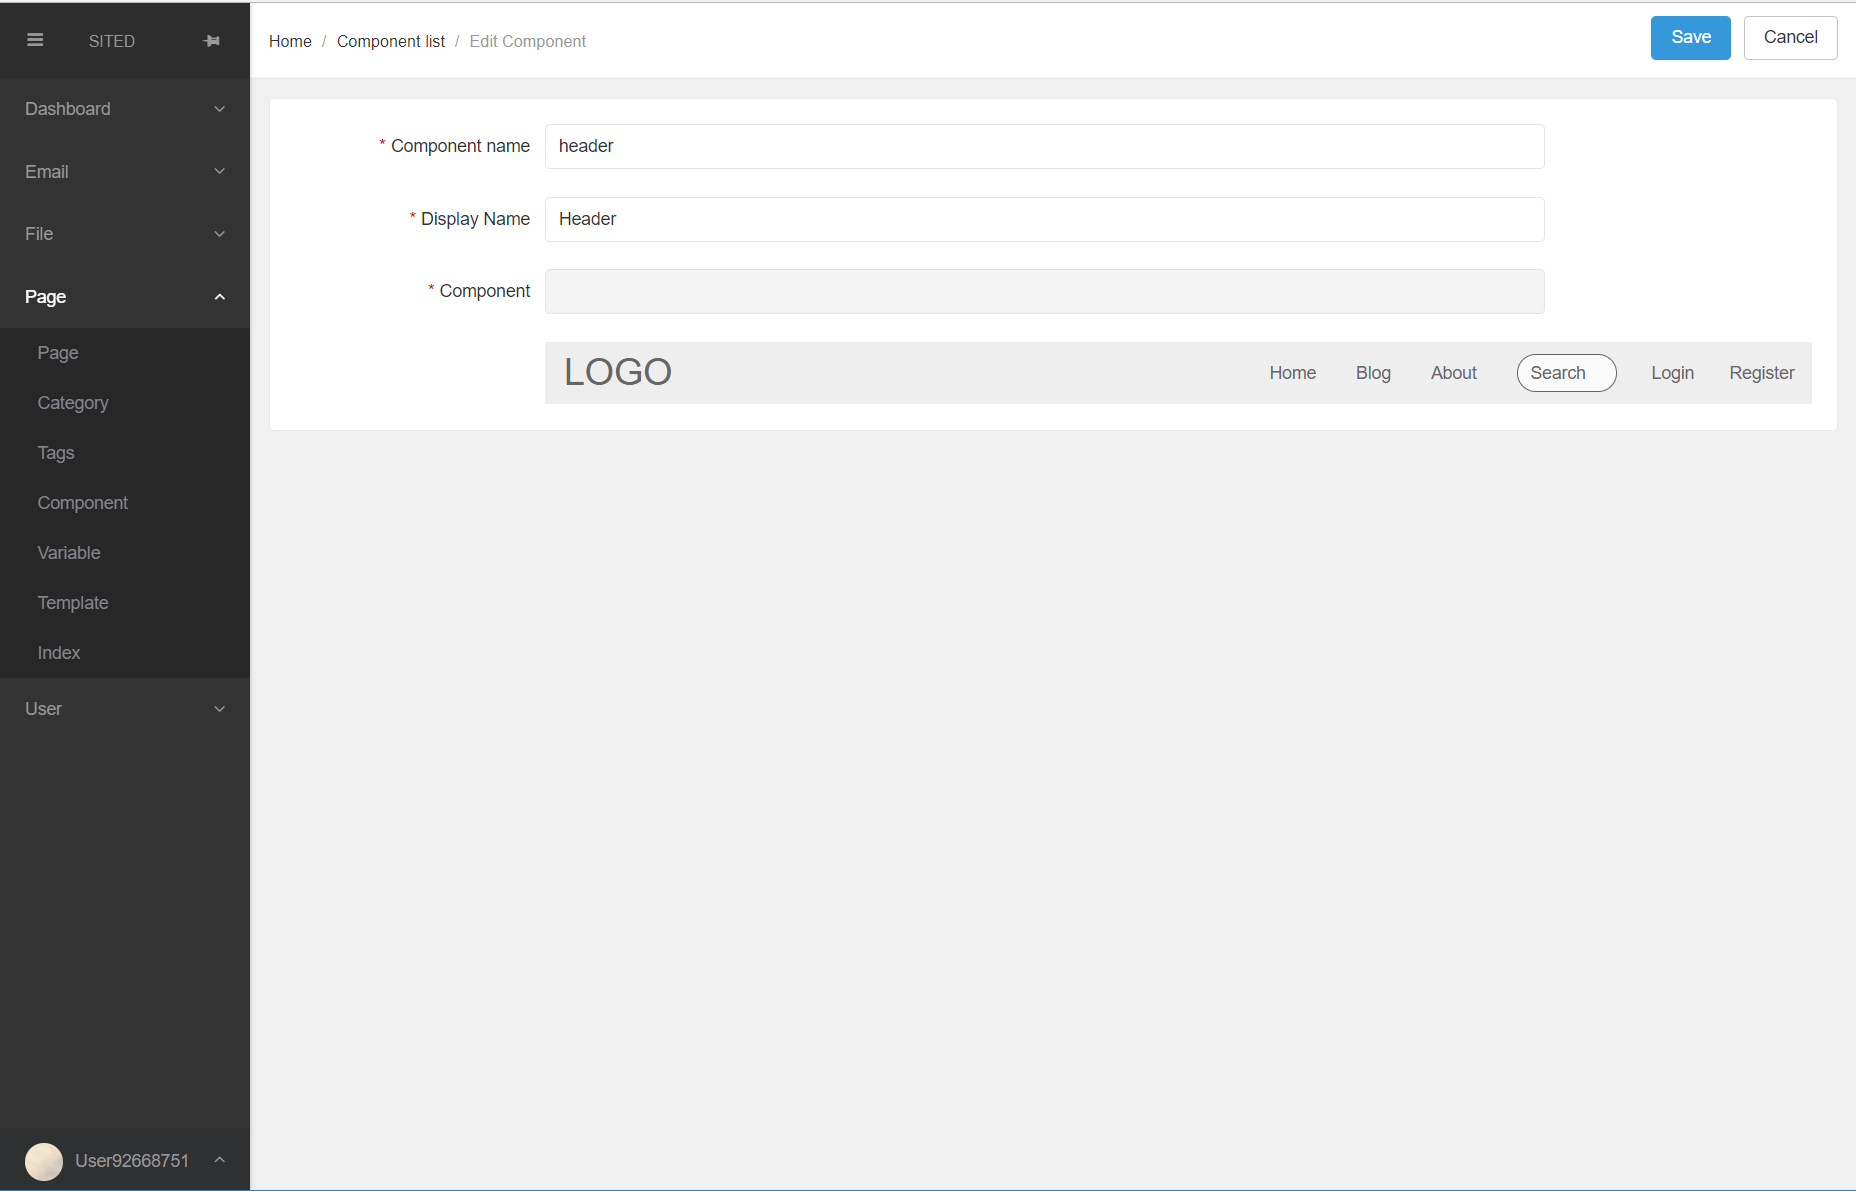 SITED
Home / Component list / Edit Component
Save
Cancel
Dashboard
Email
File
Page
Page
Category
Tags
Component
Variable
Template
Index
User
User92668751
* Component name
header
* Display Name
Header
* Component
LOGO
Home
Blog
About
Search
Login
Register